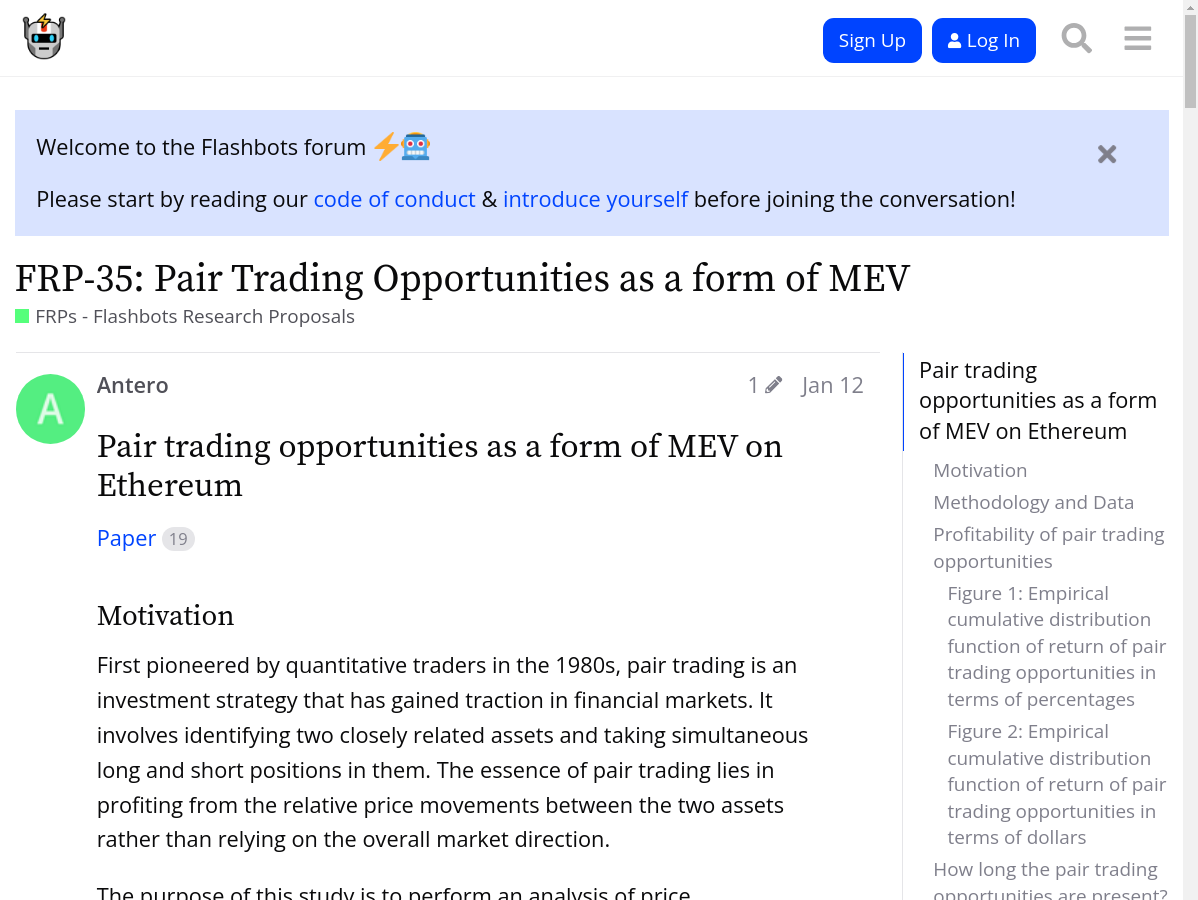 Sign Up
Log In
Welcome to the Flashbots forum
Please start by reading our code of conduct & introduce yourself before joining the conversation!
FRP-35: Pair Trading Opportunities as a form of MEV
FRPs - Flashbots Research Proposals
A
Antero
1
Jan 12
Pair trading opportunities as a form of MEV on
Ethereum
Paper 19
Motivation
First pioneered by quantitative traders in the 1980s, pair trading is an
investment strategy that has gained traction in financial markets. It
involves identifying two closely related assets and taking simultaneous
long and short positions in them. The essence of pair trading lies in
profiting from the relative price movements between the two assets
rather than relying on the overall market direction.
The purpose of this study is to perform an analysis of price
Pair trading
opportunities as a form
of MEV on Ethereum
Motivation
Methodology and Data
Profitability of pair trading
opportunities
Figure 1: Empirical
cumulative distribution
function of return of pair
trading opportunities in
terms of percentages
Figure 2: Empirical
cumulative distribution
function of return of pair
trading opportunities in
terms of dollars
How long the pair trading
opportunities are present?